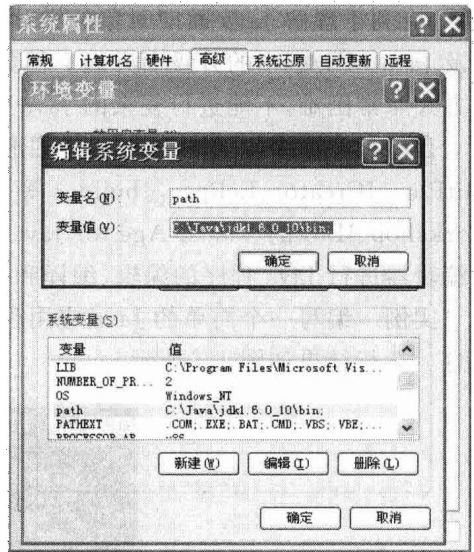 系统属性
常规 计算机名 硬件 高级 系统还原 自动更新 远程
环境变量
编辑系统变量
变量名(N) path
变量值(V) C:\Java\jdk1.6.0_10\bin;
确定 取消
系统变量(S)
变量 值
LIB C:\Program Files\Microsoft Vis...
NUMBER_OF_PR... 2
OS Windows_NT
path C:\Java\jdk1.6.0_10\bin;
PATHEXT .COM;.EXE;.BAT;.CMD;.VBS;.VBE;...
PROCESSOR_AR x86
新建(W) 编辑(I) 删除(L)
确定 取消